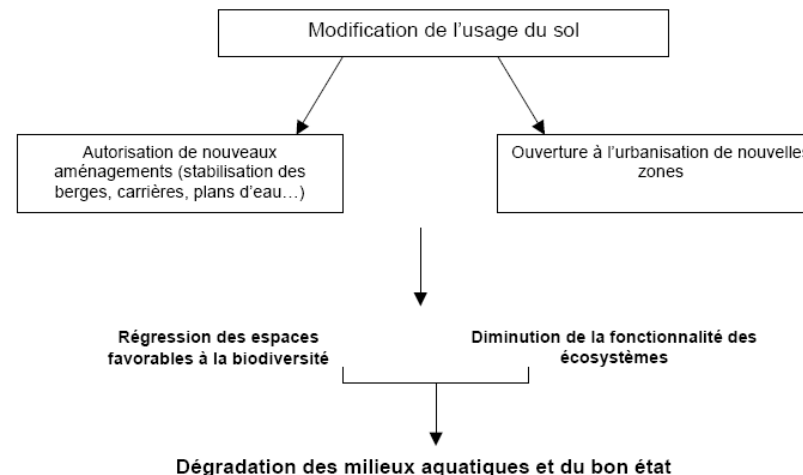 Modification de l'usage du sol
Autorisation de nouveaux
aménagements (stabilisation des
berges, carrières, plans d'eau…)
Ouverture à l'urbanisation de nouvelles
zones
Régression des espaces
favorables à la biodiversité
Diminution de la fonctionnalité des
écosystèmes
Dégradation des milieux aquatiques et du bon état